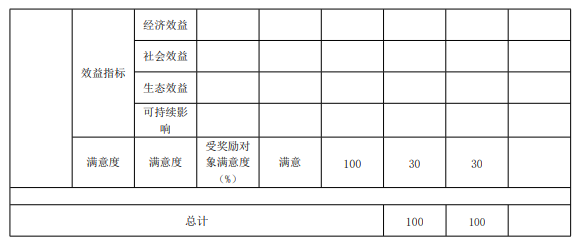 经济效益
社会效益
效益指标
生态效益
可持续影
响
满意度
满意度
受奖励对
象满意度
（%）
满意
100
30
30
总计
100
100